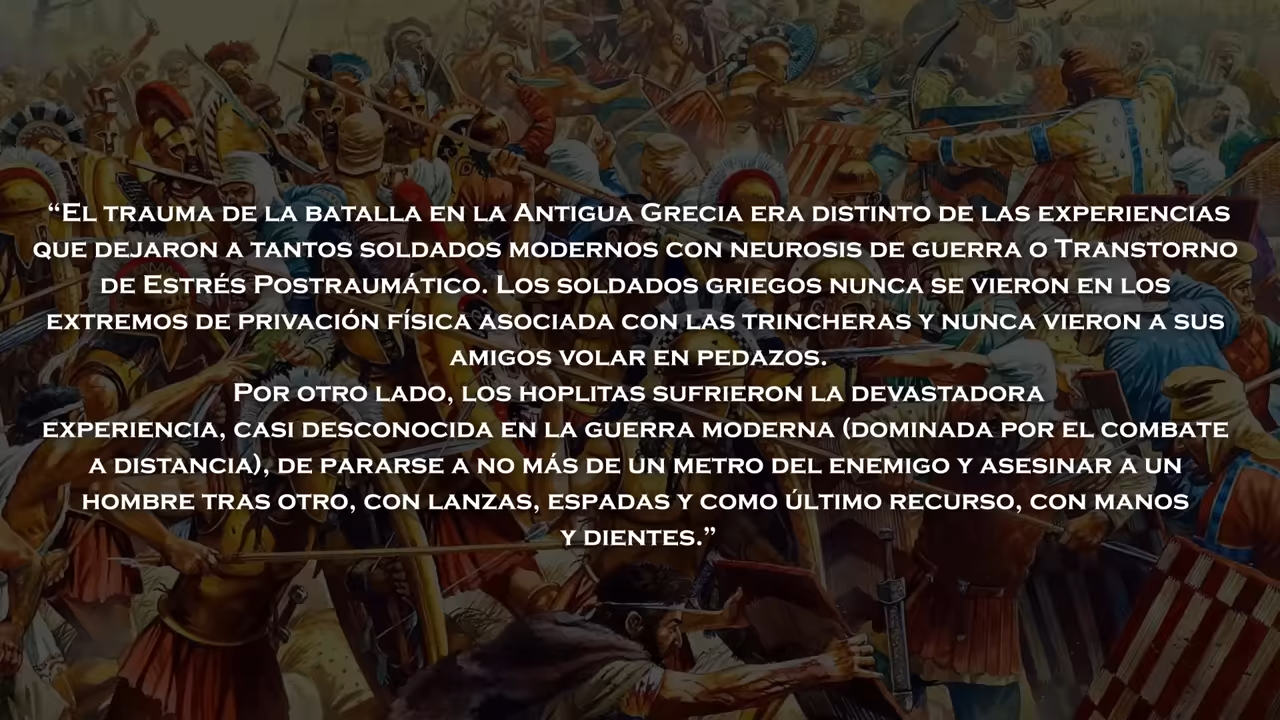 “El trauma de la batalla en la Antigua Grecia era distinto de las experiencias
que dejaron a tantos soldados modernos con neurosis de guerra o Transtorno
de Estrés Postraumático. Los soldados griegos nunca se vieron en los
extremos de privación física asociada con las trincheras y nunca vieron a sus
amigos volar en pedazos.
Por otro lado, los hoplitas sufrieron la devastadora
experiencia, casi desconocida en la guerra moderna (dominada por el combate
a distancia), de pararse a no más de un metro del enemigo y asesinar a un
hombre tras otro, con lanzas, espadas y como último recurso, con manos
y dientes.”